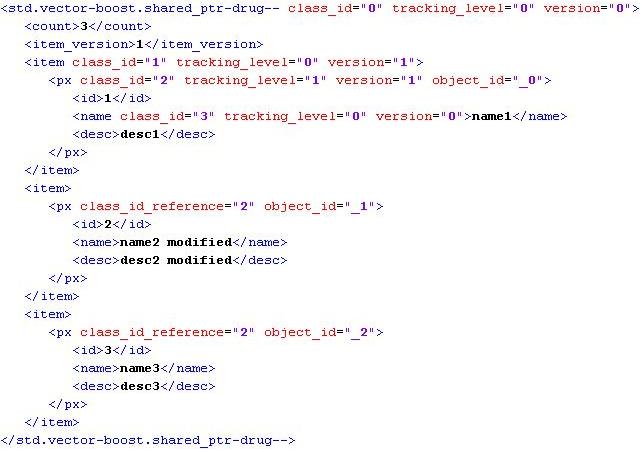 <std.vector-boost.shared_ptr-drug-- class_id="0" tracking_level="0" version="0">
<count>3</count>
<item_version>1</item_version>
<item class_id="1" tracking_level="0" version="1">
<px class_id="2" tracking_level="1" version="1" object_id="_0">
<id>1</id>
<name class_id="3" tracking_level="0" version="0">name1</name>
<desc>desc1</desc>
</px>
</item>
<item>
<px class_id_reference="2" object_id="_1">
<id>2</id>
<name>name2 modified</name>
<desc>desc2 modified</desc>
</px>
</item>
<item>
<px class_id_reference="2" object_id="_2">
<id>3</id>
<name>name3</name>
<desc>desc3</desc>
</px>
</item>
</std.vector-boost.shared_ptr-drug-->